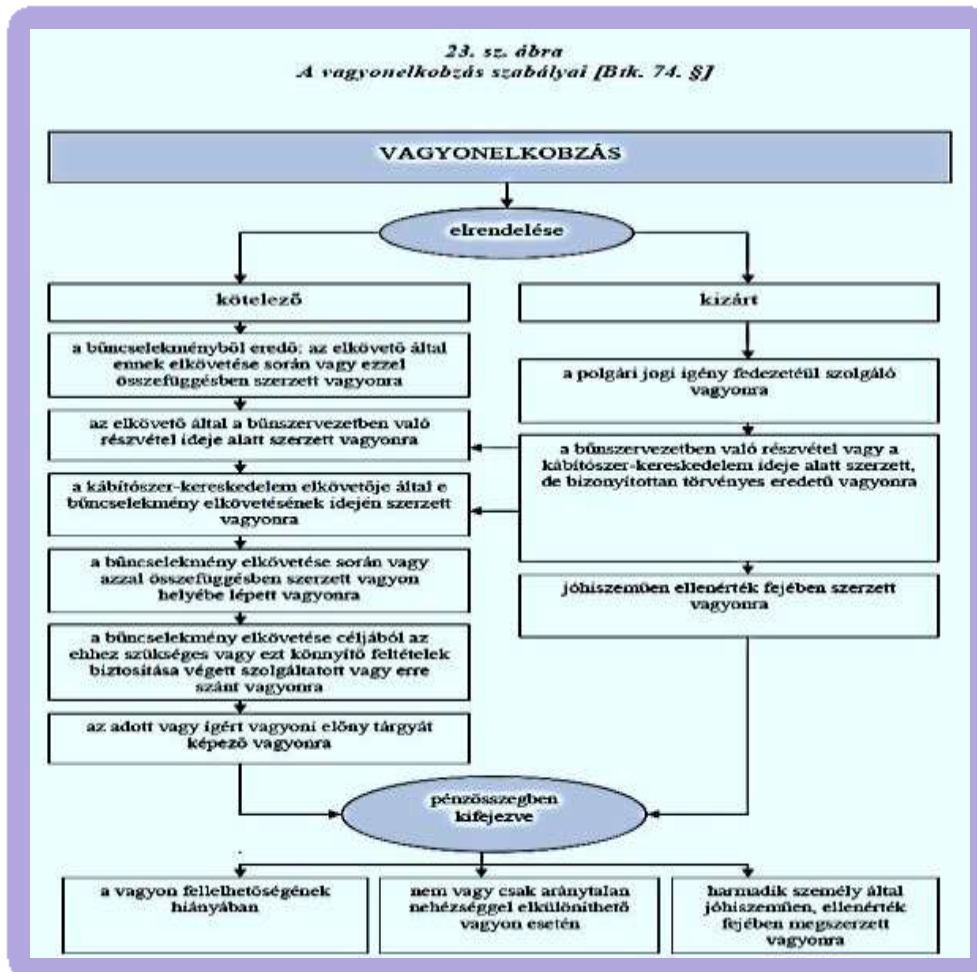 23. sz. ábra
A vagyonelkobzás szabályai [Btk. 74. §]
VAGYONELKOBZÁS
elrendelése
kötelező
a bűncselekményből eredő; az elkövető által
ennek elkövetése során vagy ezzel
összefüggésben szerzett vagyonra
az elkövető által a bűnszervezetben való
részvétel ideje alatt szerzett vagyonra
a kábítószer-kereskedelem elkövetője által e
bűncselekmény elkövetésének idején szerzett
vagyonra
a bűncselekmény elkövetése során vagy
azzal összefüggésben szerzett vagyon
helyébe lépett vagyonra
a bűncselekmény elkövetése céljából az
ehhez szükséges vagy ezt könnyítő feltételek
biztosítása végett szolgáltatott vagy erre
szánt vagyonra
az adott vagy ígért vagyoni előny tárgyát
képező vagyonra
kizárt
a polgári jogi igény fedezetéül szolgáló
vagyonra
a bűnszervezetben való részvétel vagy a
kábítószer-kereskedelem ideje alatt szerzett,
de bizonyítottan törvényes eredetű vagyonra
jóhiszeműen ellenérték fejében szerzett
vagyonra
pénzösszegben
kifejezve
a vagyon fellelhetőségének
hiányában
nem vagy csak aránytalan
nehézséggel elkülöníthető
vagyon esetén
harmadik személy által
jóhiszeműen, ellenérték
fejében megszerzett
vagyonra